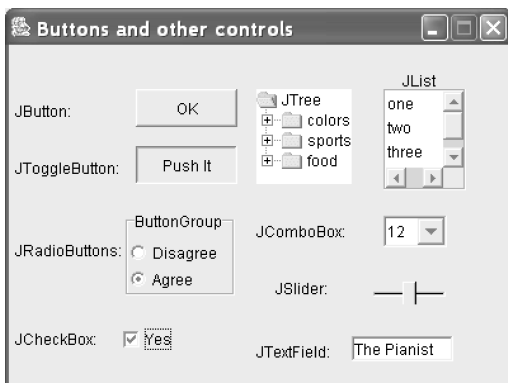 Buttons and other controls
JButton:
OK
JToggleButton:
Push It
JTree
colors
sports
food
JList
one
two
three
JRadioButtons:
ButtonGroup
Disagree
Agree
JComboBox:
12
JSlider:
JCheckBox:
Yes
JTextField:
The Pianist